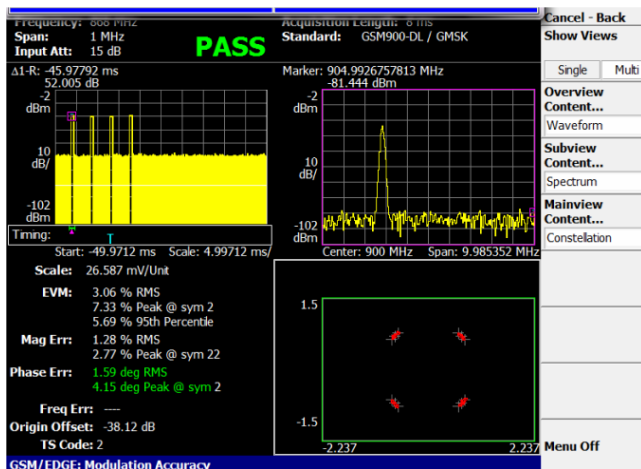 Frequency: 888 MHz
Acquisition Length: 8 ms
Cancel - Back
Span: 1 MHz
PASS
Standard: GSM900-DL / GMSK
Show Views
Input Att: 15 dB
Single Multi
Δ1-R: -45.97792 ms
52.005 dB
Marker: 904.9926757813 MHz
-81.444 dBm
Overview Content...
Waveform
-2
dBm
10
dB/
-102
dBm
-2
dBm
10
dB/
-102
dBm
Subview Content...
Spectrum
Mainview Content...
Constellation
Timing:
T
Start: -49.9712 ms Scale: 4.99712 ms/
Center: 900 MHz Span: 9.985352 MHz
Scale: 26.587 mV/Unit
EVM: 3.06 % RMS
7.33 % Peak @ sym 2
5.69 % 95th Percentile
Mag Err: 1.28 % RMS
2.77 % Peak @ sym 22
Phase Err: 1.59 deg RMS
4.15 deg Peak @ sym 2
Freq Err: ----
Origin Offset: -38.12 dB
TS Code: 2
1.5
-1.5
-2.237
2.237
Menu Off
GSM/EDGE: Modulation Accuracy